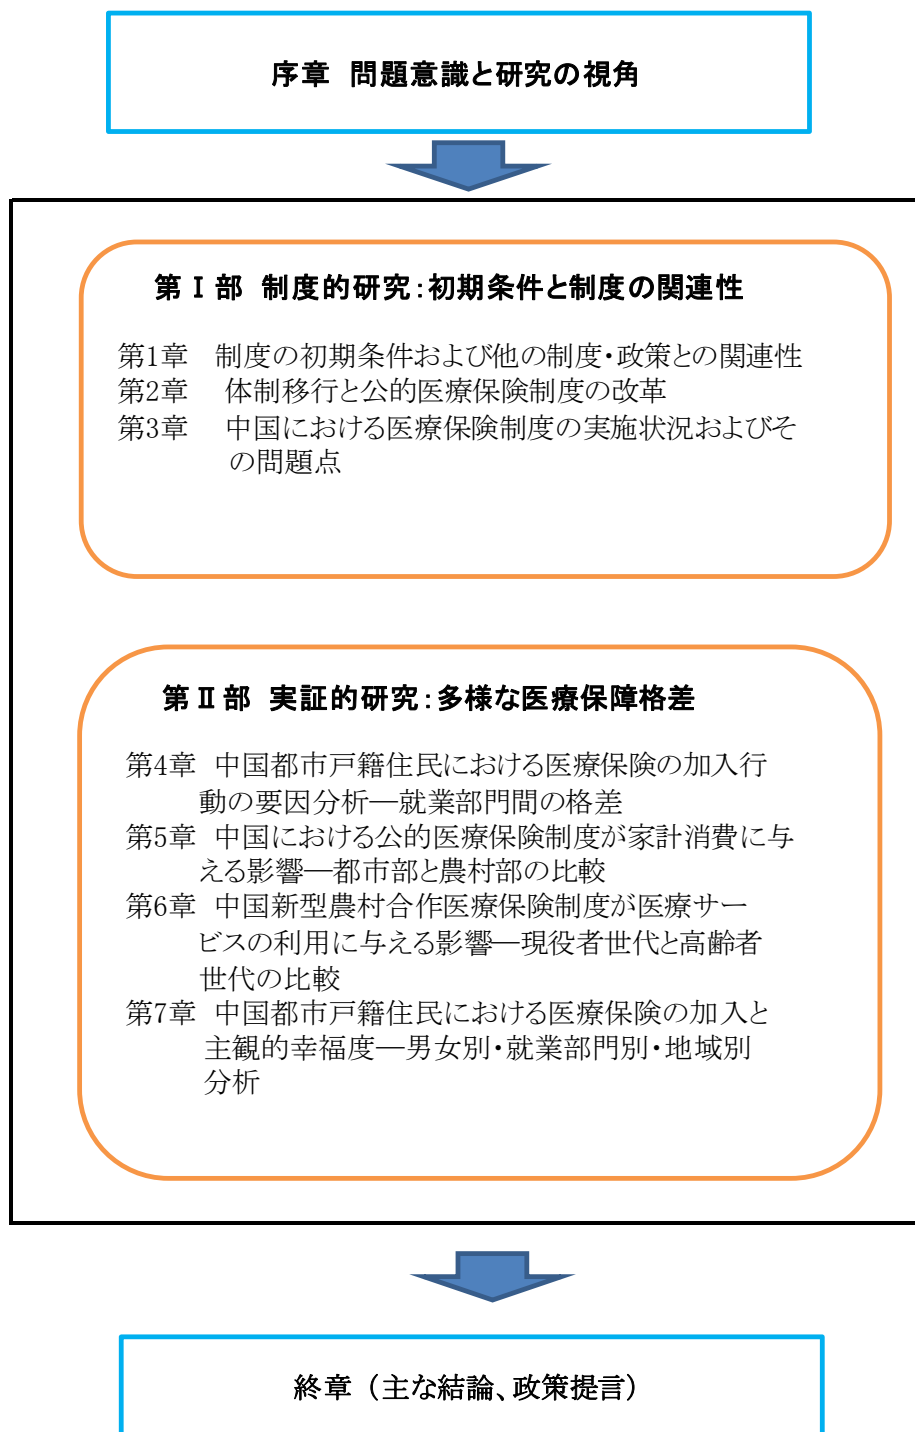 序章 問題意識と研究の視角
第Ⅰ部 制度的研究:初期条件と制度の関連性
第1章 制度の初期条件および他の制度・政策との関連性
第2章 体制移行と公的医療保険制度の改革
第3章 中国における医療保険制度の実施状況およびそ
の問題点
第Ⅱ部 実証的研究:多様な医療保障格差
第4章 中国都市戸籍住民における医療保険の加入行
動の要因分析―就業部門間の格差
第5章 中国における公的医療保険制度が家計消費に与
える影響―都市部と農村部の比較
第6章 中国新型農村合作医療保険制度が医療サー
ビスの利用に与える影響―現役者世代と高齢者
世代の比較
第7章 中国都市戸籍住民における医療保険の加入と
主観的幸福度―男女別・就業部門別・地域別
分析
終章(主な結論、政策提言)